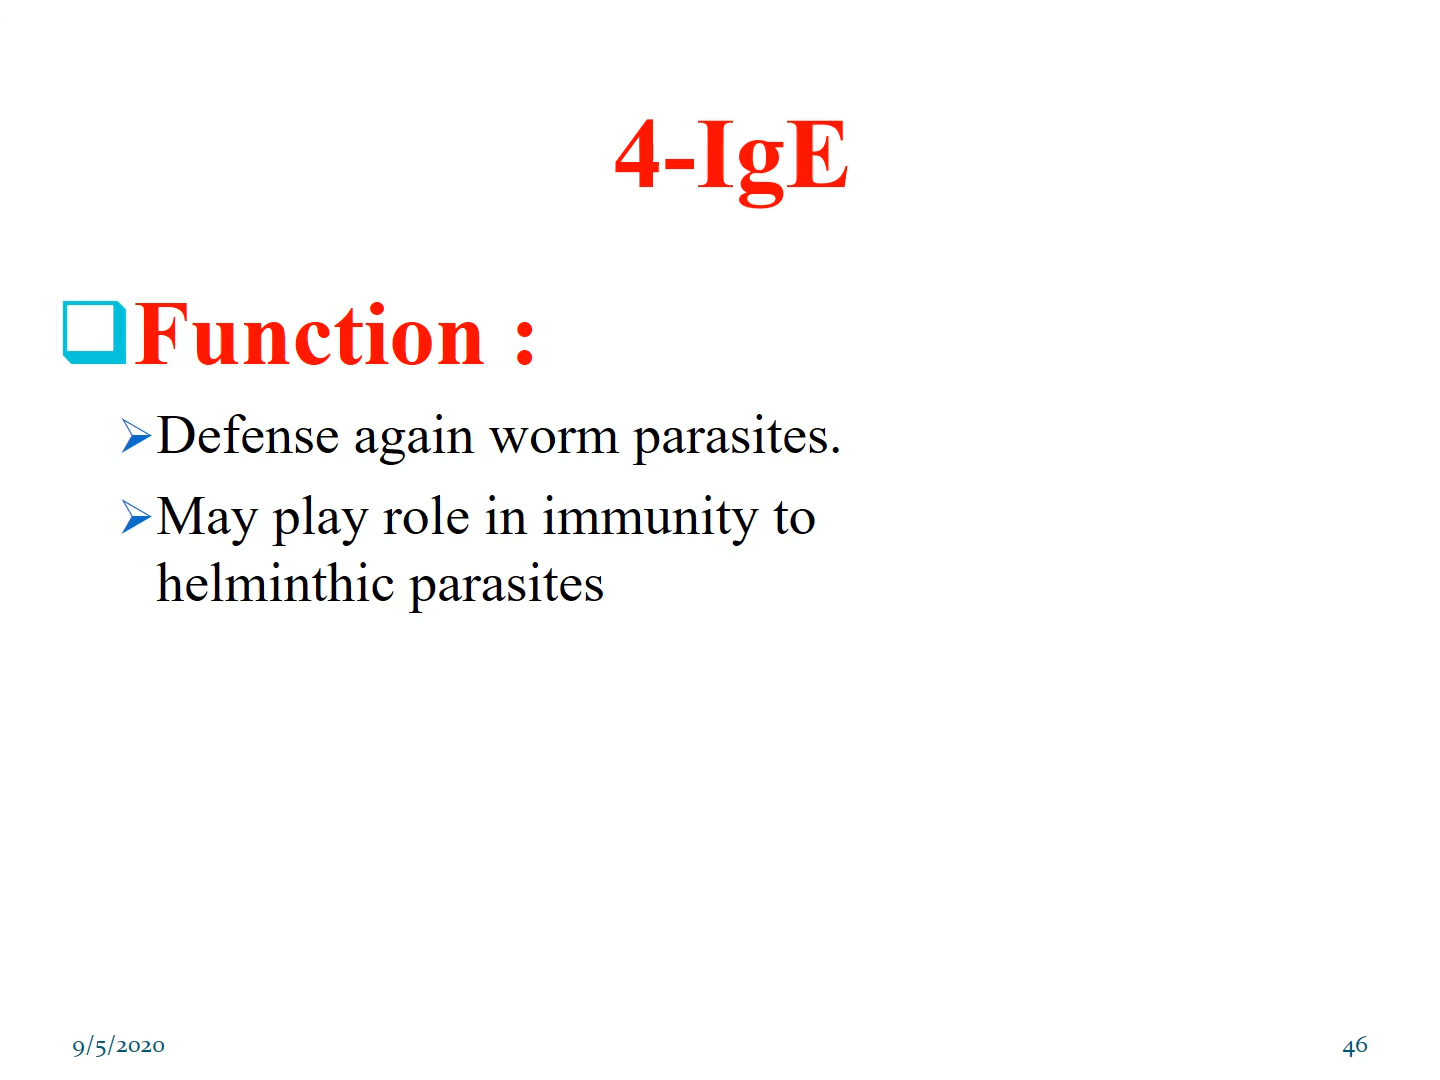 4-IgE
Function :
Defense again worm parasites.
May play role in immunity to
helminthic parasites
9/5/2020
46